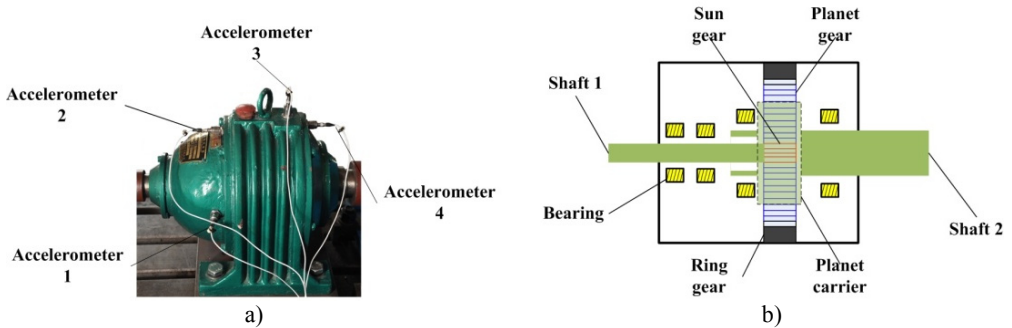 Accelerometer
3
Accelerometer
2
Accelerometer
4
Accelerometer
1
a)
Sun
gear
Planet
gear
Shaft 1
Bearing
Shaft 2
Ring
gear
Planet
carrier
b)